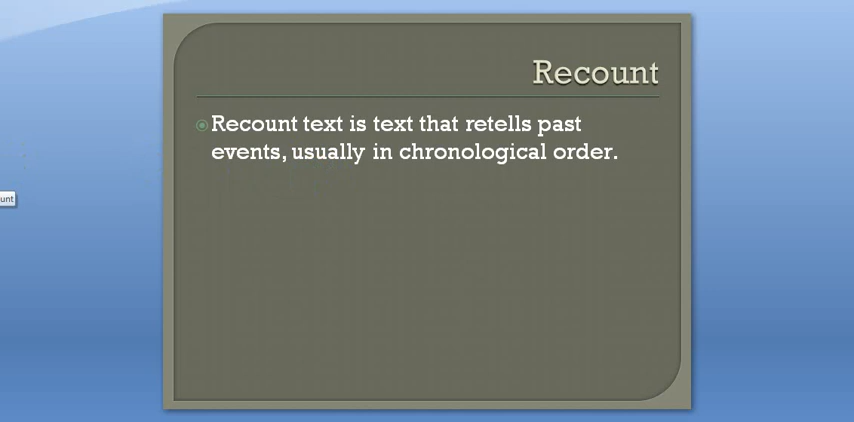 Recount
Recount text is text that retells past
events, usually in chronological order.
unt